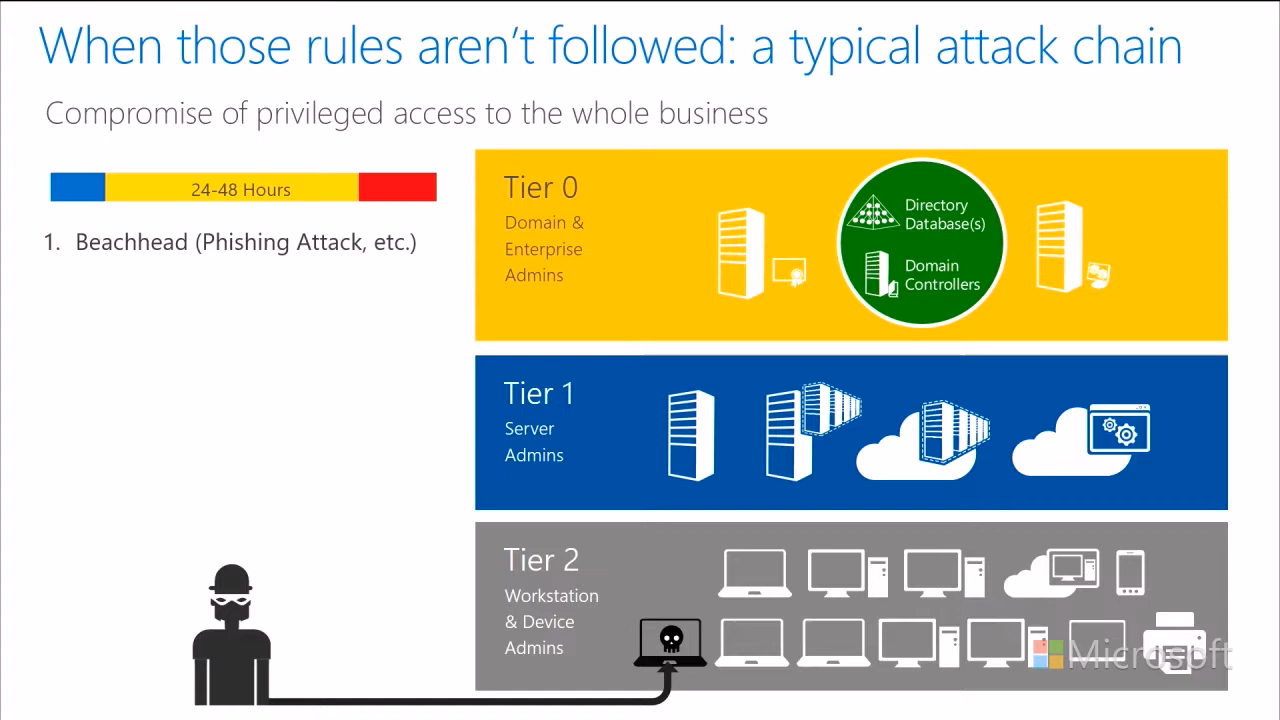 When those rules aren't followed: a typical attack chain
Compromise of privileged access to the whole business
24-48 Hours
1. Beachhead (Phishing Attack, etc.)
Tier 0
Domain &
Enterprise
Admins
Directory
Database(s)
Domain
Controllers
Tier 1
Server
Admins
Tier 2
Workstation
& Device
Admins
Microsoft